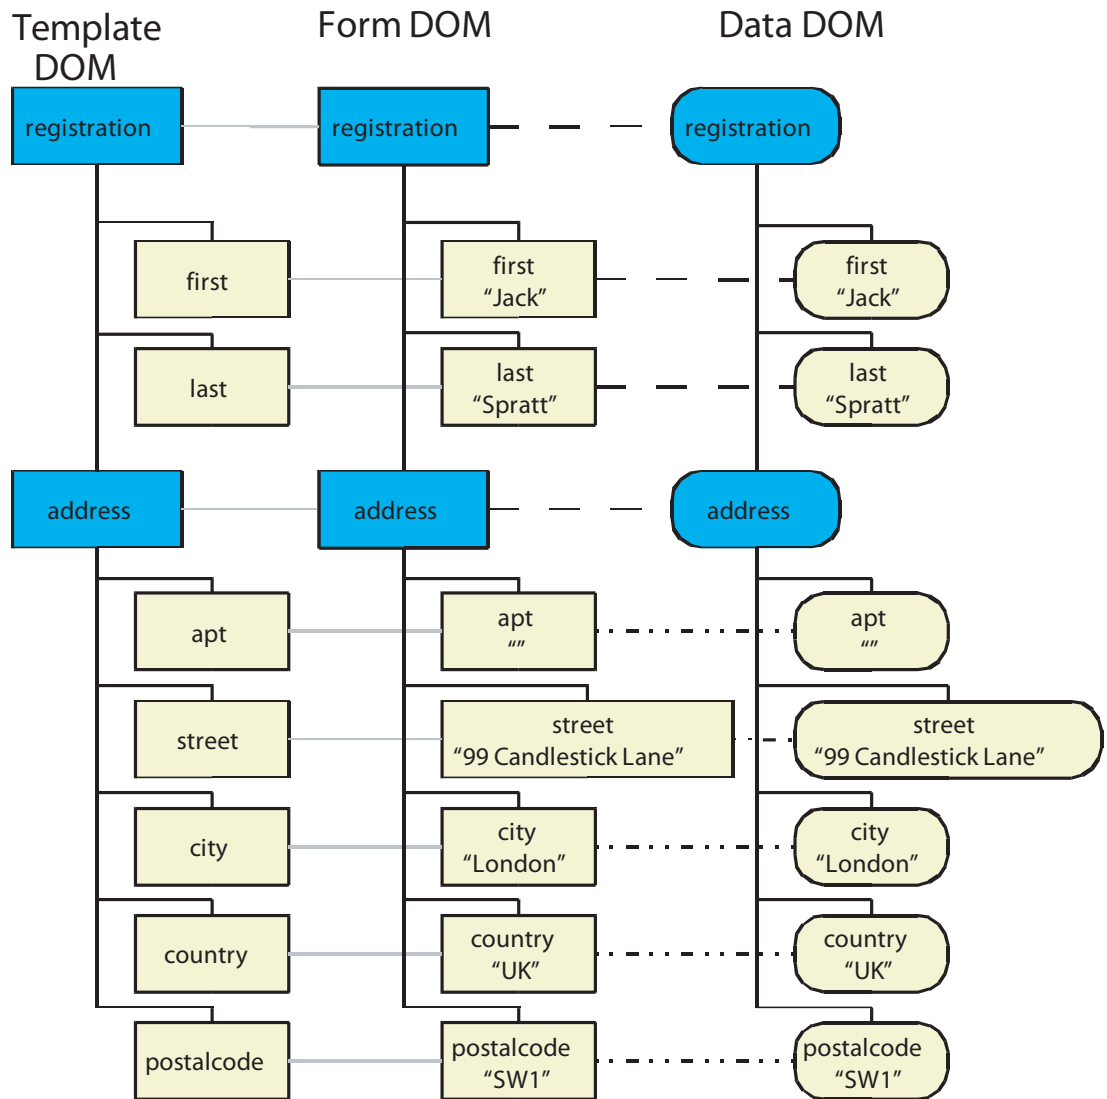 Template
DOM
Form DOM
Data DOM
registration
registration
registration
first
first
“Jack”
first
“Jack”
last
last
“Spratt”
last
“Spratt”
address
address
address
apt
apt
“”
apt
“”
street
street
“99 Candlestick Lane”
street
“99 Candlestick Lane”
city
city
“London”
city
“London”
country
country
“UK”
country
“UK”
postalcode
postalcode
“SW1”
postalcode
“SW1”